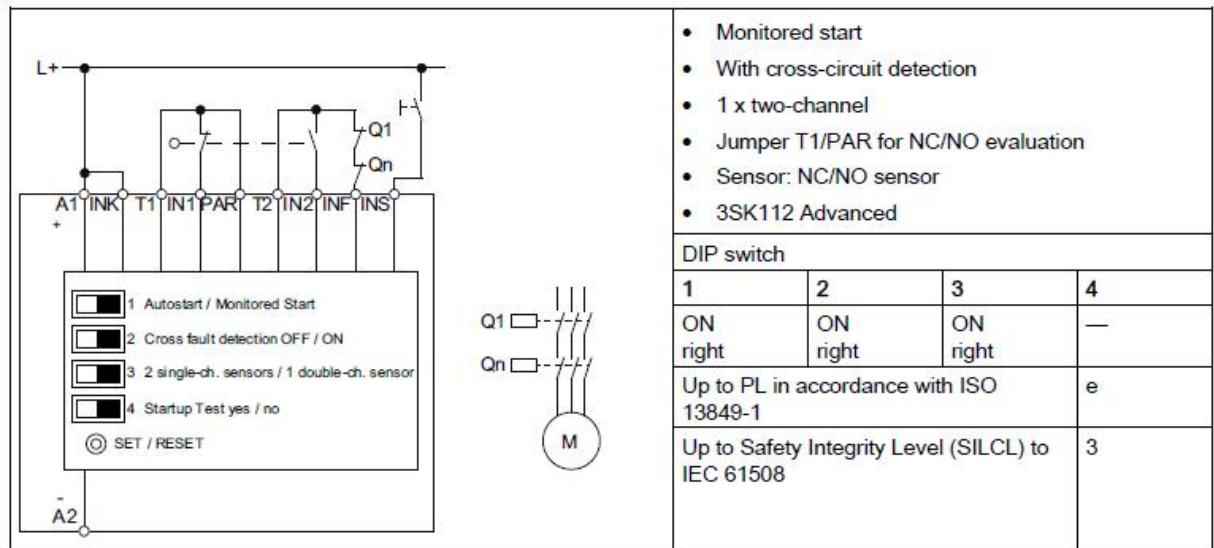 L+
Q1
Qn
A1 INK T1 IN1 PAR T2 IN2 INF INS
+
1 Autostart / Monitored Start
2 Cross fault detection OFF / ON
3 2 single-ch. sensors / 1 double-ch. sensor
4 Startup Test yes / no
SET / RESET
-
A2
Q1
Qn
M
• Monitored start
• With cross-circuit detection
• 1 x two-channel
• Jumper T1/PAR for NC/NO evaluation
• Sensor: NC/NO sensor
• 3SK112 Advanced
DIP switch
1 2 3 4
ON ON ON —
right right right
Up to PL in accordance with ISO e
13849-1
Up to Safety Integrity Level (SILCL) to 3
IEC 61508